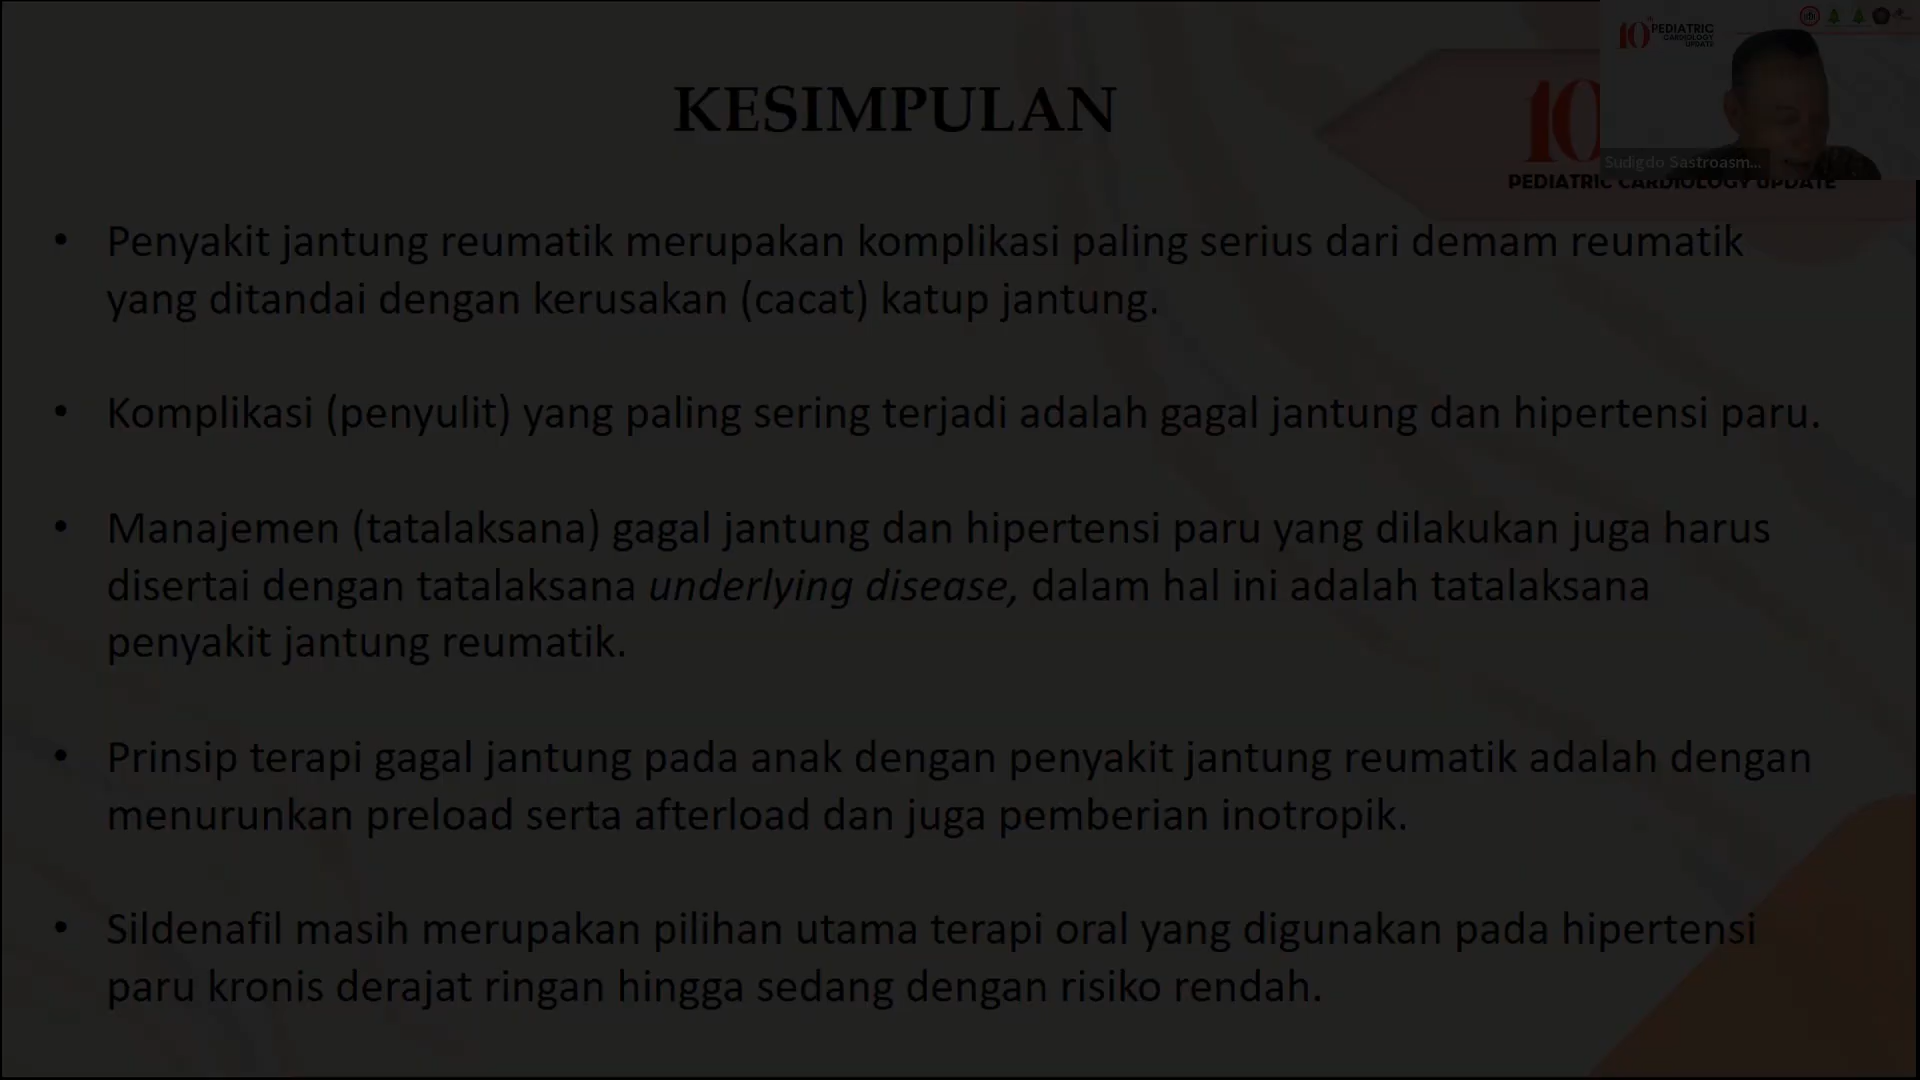 KESIMPULAN
10
PEDIATRIC CARDIOLOGY UPDATE
10 PEDIATRIC
CARDIOLOGY
UPDATE
Sudigdo Sastroasm...
• Penyakit jantung reumatik merupakan komplikasi paling serius dari demam reumatik
yang ditandai dengan kerusakan (cacat) katup jantung.
• Komplikasi (penyulit) yang paling sering terjadi adalah gagal jantung dan hipertensi paru.
• Manajemen (tatalaksana) gagal jantung dan hipertensi paru yang dilakukan juga harus
disertai dengan tatalaksana underlying disease, dalam hal ini adalah tatalaksana
penyakit jantung reumatik.
• Prinsip terapi gagal jantung pada anak dengan penyakit jantung reumatik adalah dengan
menurunkan preload serta afterload dan juga pemberian inotropik.
• Sildenafil masih merupakan pilihan utama terapi oral yang digunakan pada hipertensi
paru kronis derajat ringan hingga sedang dengan risiko rendah.